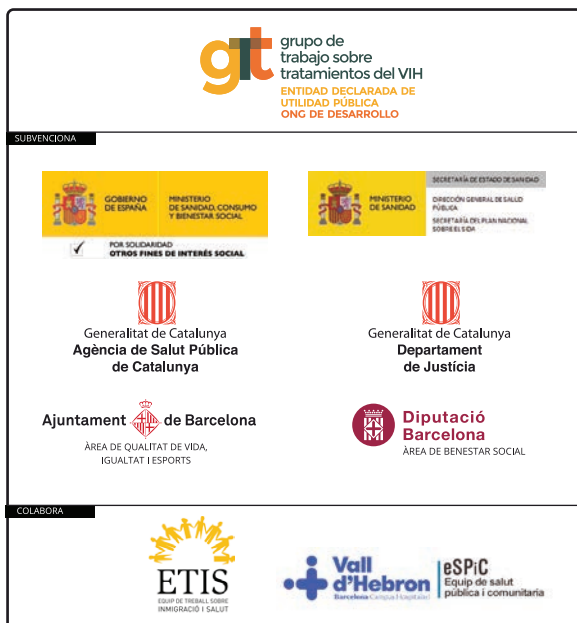 gtt
grupo de
trabajo sobre
tratamientos del VIH
ENTIDAD DECLARADA DE
UTILIDAD PÚBLICA
ONG DE DESARROLLO
SUBVENCJONA
GOBIERNO
DE ESPAÑA
MINISTERIO
DE SANIDAD, CONSUMO
Y BIENESTAR SOCIAL
POR SOLIDARIDAD
OTROS FINES DE INTERÉS SOCIAL
MINISTERIO
DE SANIDAD
SECRETARÍA DE ESTADO DE SANIDAD
DIRECCIÓN GENERAL DE SALUD
PÚBLICA
SECRETARÍA DEL PLAN NACIONAL
SOBRE EL SIDA
Generalitat de Catalunya
Agència de Salut Pública
de Catalunya
Generalitat de Catalunya
Departament
de Justícia
Ajuntament de Barcelona
ÀREA DE QUALITAT DE VIDA,
IGUALTAT I ESPORTS
Diputació
Barcelona
ÀREA DE BENESTAR SOCIAL
COLABORA
ETIS
EQUIP DE TREBALL SOBRE
INMIGRACIÓ I SALUT
Vall
d'Hebron
Barcelona Campus Hospitalari
eSPiC
Equip de salut
pública i comunitaria